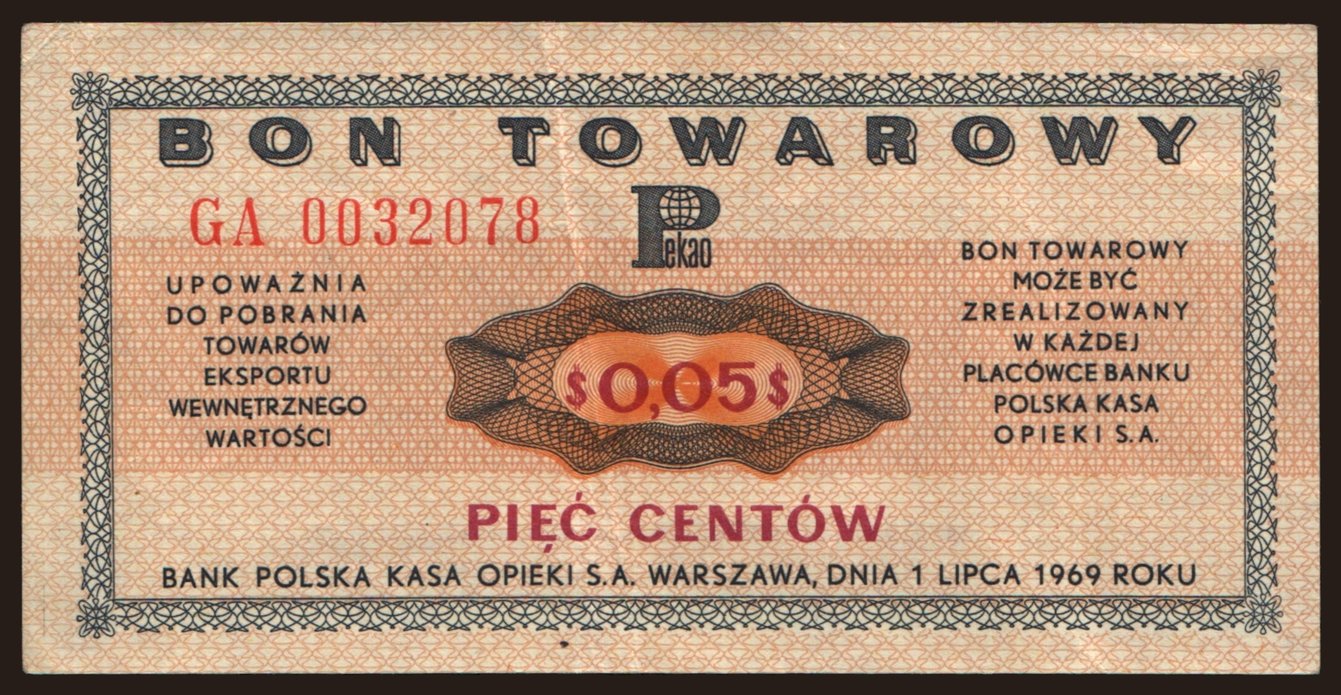 BON TOWAROWY
GA 0032078
Pekao
UPOWAŻNIA
DO POBRANIA
TOWARÓW
EKSPORTU
WEWNĘTRZNEGO
WARTOŚCI
$0,05$
BON TOWAROWY
MOŻE BYĆ
ZREALIZOWANY
W KAŻDEJ
PLACÓWCE BANKU
POLSKA KASA
OPIEKI S.A.
PIĘĆ CENTÓW
BANK POLSKA KASA OPIEKI S.A. WARSZAWA, DNIA 1 LIPCA 1969 ROKU